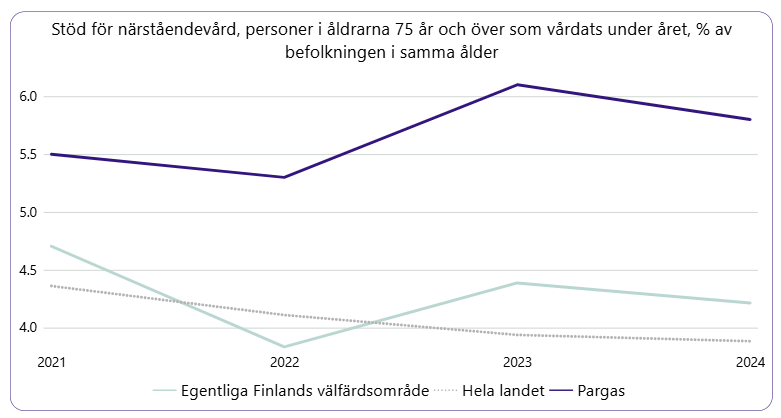 Stöd för närståendevård, personer i åldrarna 75 år och över som vårdats under året, % av
befolkningen i samma ålder
6.0
5.5
5.0
4.5
4.0
2021 2022 2023 2024
Egentliga Finlands välfärdsområde Hela landet Pargas